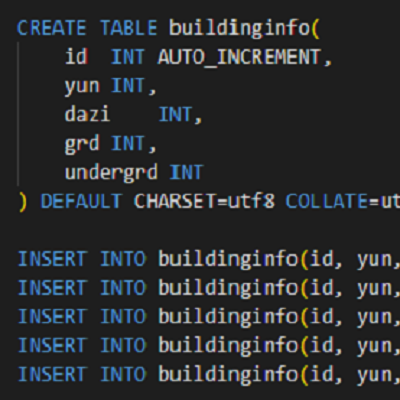 CREATE TABLE buildinginfo(
id INT AUTO_INCREMENT,
yun INT,
dazi INT,
grd INT,
undergrd INT
) DEFAULT CHARSET=utf8 COLLATE=ut
INSERT INTO buildinginfo(id, yun,
INSERT INTO buildinginfo(id, yun,
INSERT INTO buildinginfo(id, yun,
INSERT INTO buildinginfo(id, yun,
INSERT INTO buildinginfo(id, yun,